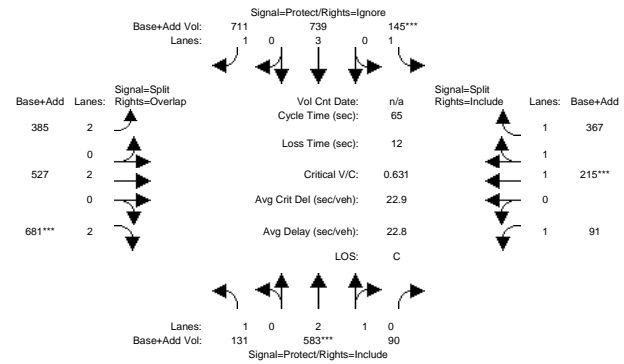 Signal=Protect/Rights=Ignore
Base+Add Vol: 711 739 145***
Lanes: 1 0 3 0 1
Signal=Split
Signal=Split
Base+Add Lanes: Rights=Overlap Vol Cnt Date: n/a Rights=Include Lanes: Base+Add
Cycle Time (sec): 65
385 2 1 367
Loss Time (sec): 12
0 1
527 2 Critical V/C: 0.631 1 215***
0 Avg Crit Del (sec/veh): 22.9 0
681*** 2 Avg Delay (sec/veh): 22.8 1 91
LOS: C
Lanes: 1 0 2 1 0
Base+Add Vol: 131 583*** 90
Signal=Protect/Rights=Include